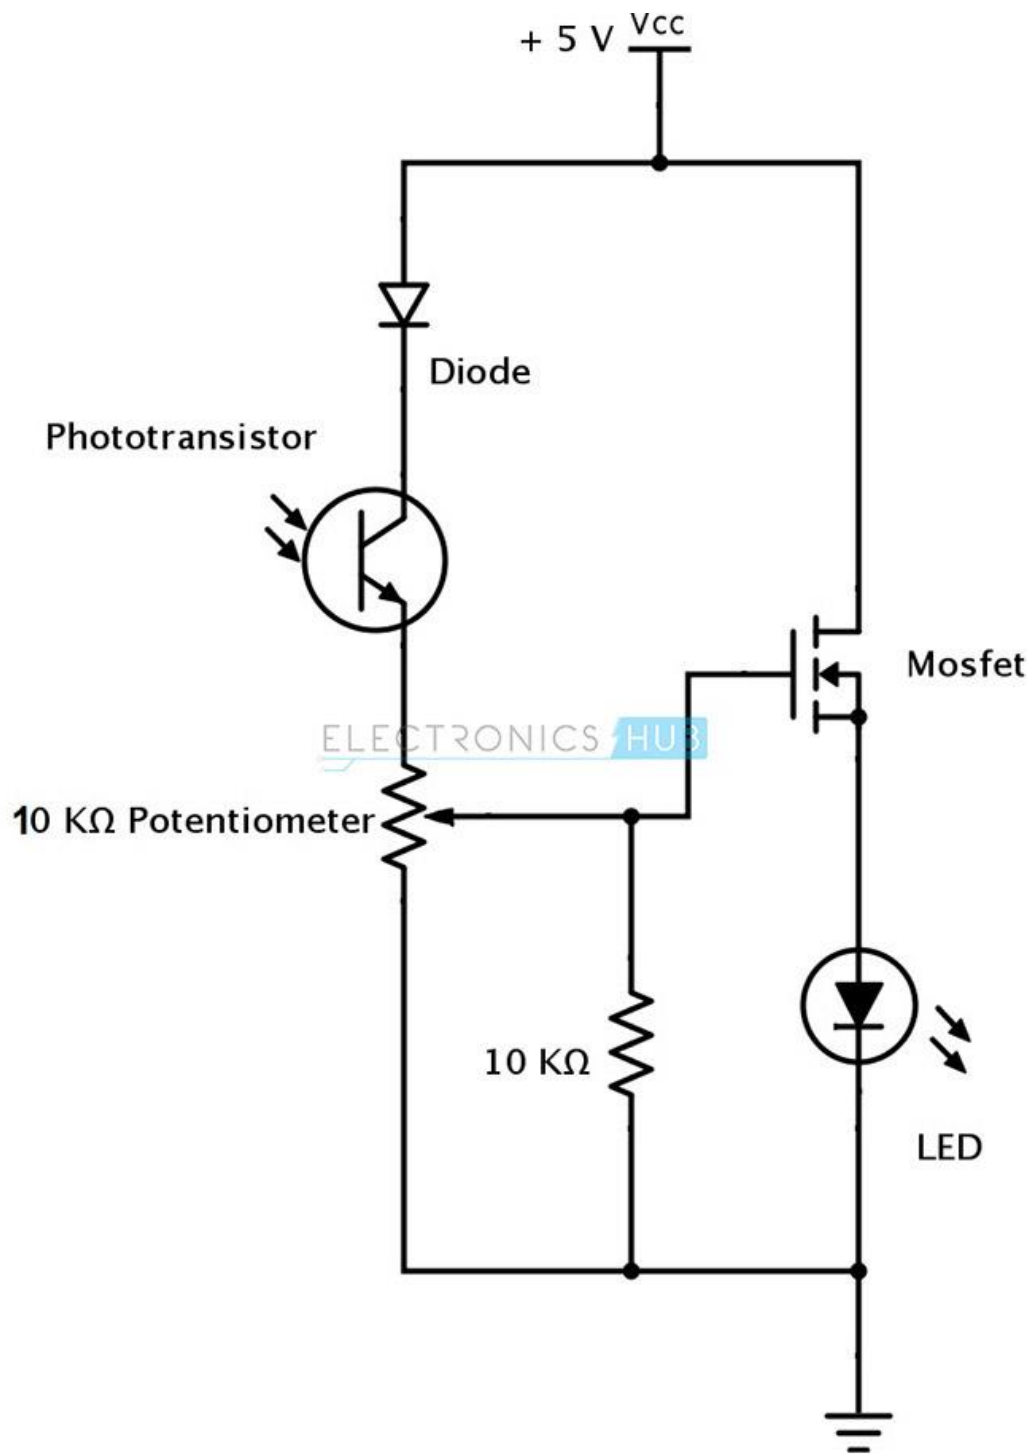 + 5 V Vcc
Diode
Phototransistor
Mosfet
ELECTRONICS HUB
10 KΩ Potentiometer
10 KΩ
LED